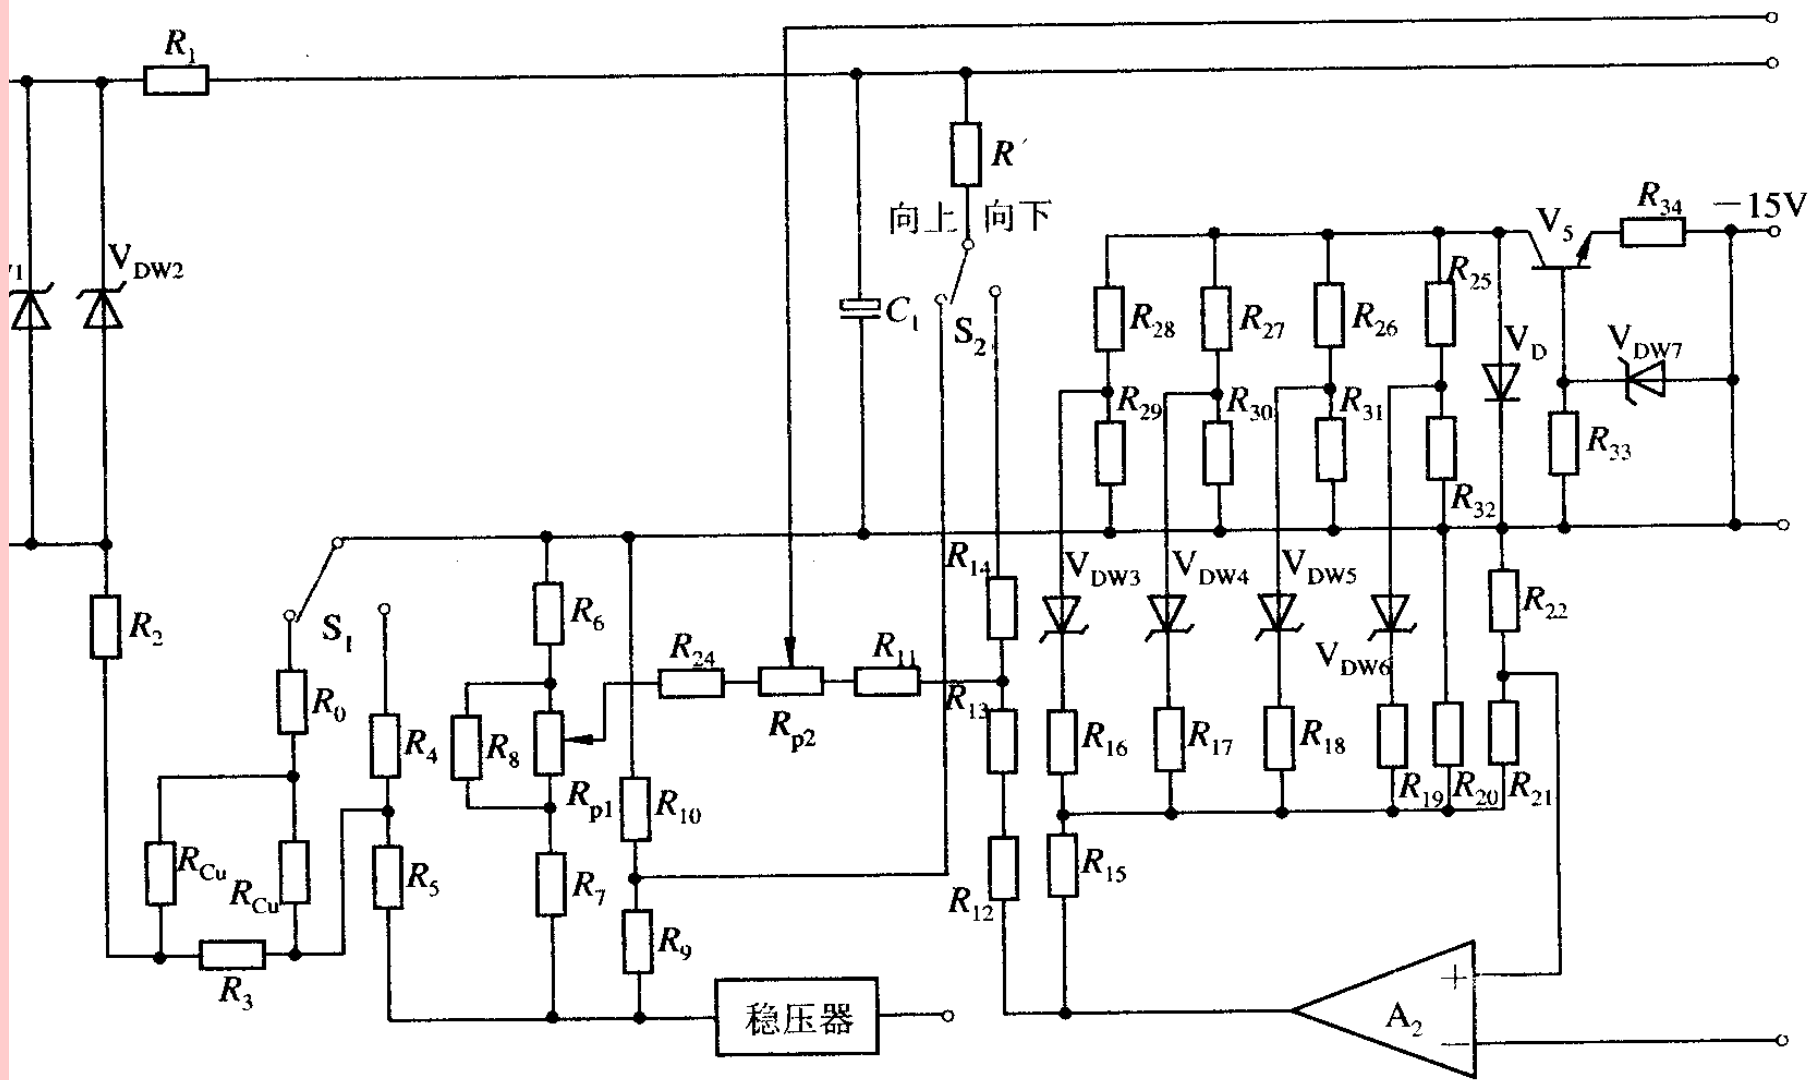 R1
R′
向上 向下
R34 －15V
V5
VDW2
R25
R28 R27 R26
C1
S2
VD VDW7
R29 R30 R31
R33
R32
R14 VDW3 VDW4 VDW5
R22
R2 S1 R6
R24 R11
VDW6
R0 R13
Rp2
R4 R8 R16 R17 R18
Rp1 R10 R19 R20 R21
RCu RCu R5 R7 R15
R12
R9
R3
稳压器
+
A2
−